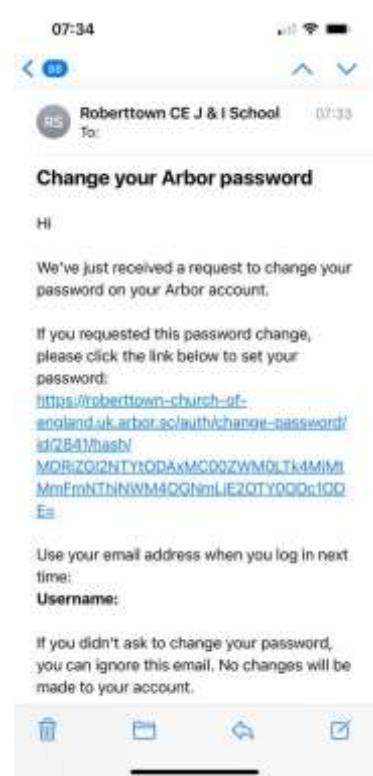 07:34
88
RS
Roberttown CE J & I School 07:33
To:
Change your Arbor password
Hi
We've just received a request to change your
password on your Arbor account.
If you requested this password change,
please click the link below to set your
password:
https://roberttown-church-of-
england.uk.arbor.sc/auth/change-password/
id/2841/hash/
Use your email address when you log in next
time:
Username:
If you didn't ask to change your password,
you can ignore this email. No changes will be
made to your account.